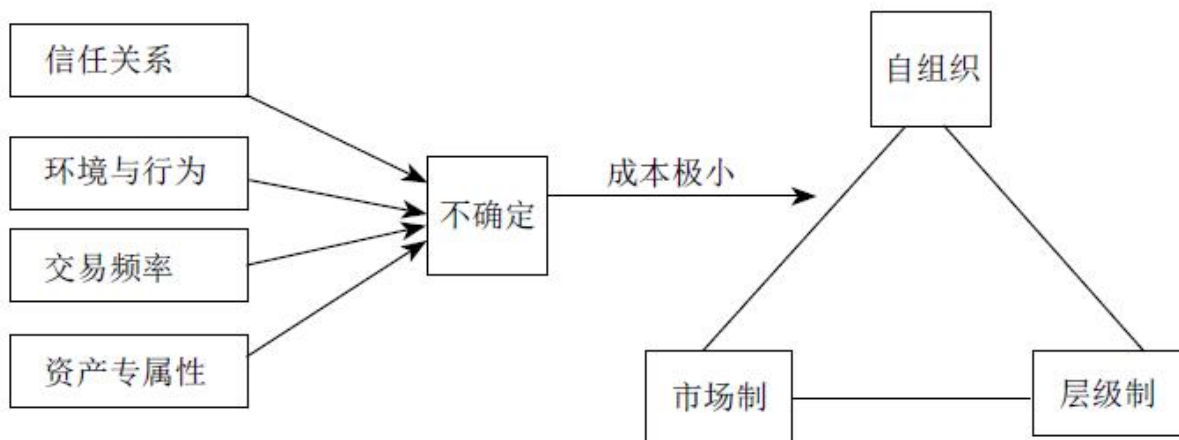 信任关系
环境与行为
交易频率
资产专属性
不确定
成本极小
自组织
市场制
层级制